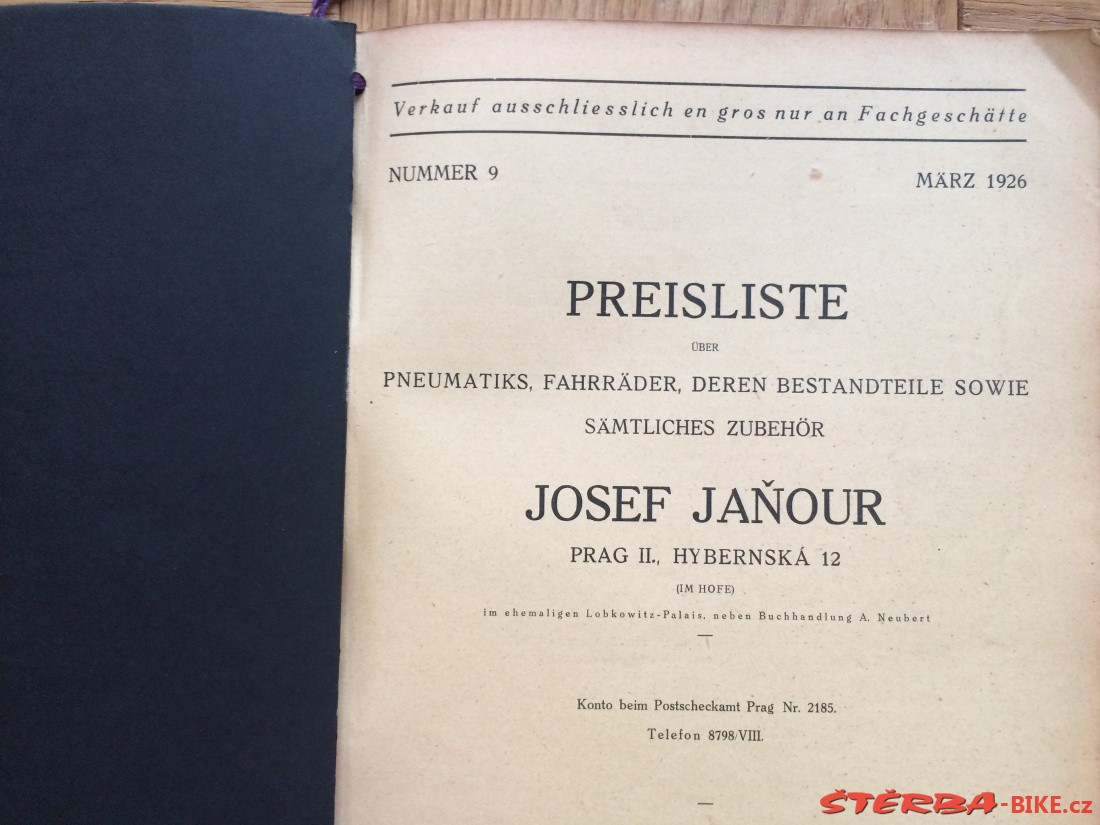 Verkauf ausschliesslich en gros nur an Fachgeschätte
NUMMER 9
MÄRZ 1926
PREISLISTE
ÜBER
PNEUMATIKS, FAHRRÄDER, DEREN BESTANDTEILE SOWIE
SÄMTLICHES ZUBEHÖR
JOSEF JAŇOUR
PRAG II., HYBERNSKÁ 12
(IM HOFE)
im ehemaligen Lobkowitz-Palais, neben Buchhandlung A. Neubert
Konto beim Postscheckamt Prag Nr. 2185.
Telefon 8798/VIII.
ŠTĚRBA-BIKE.cz